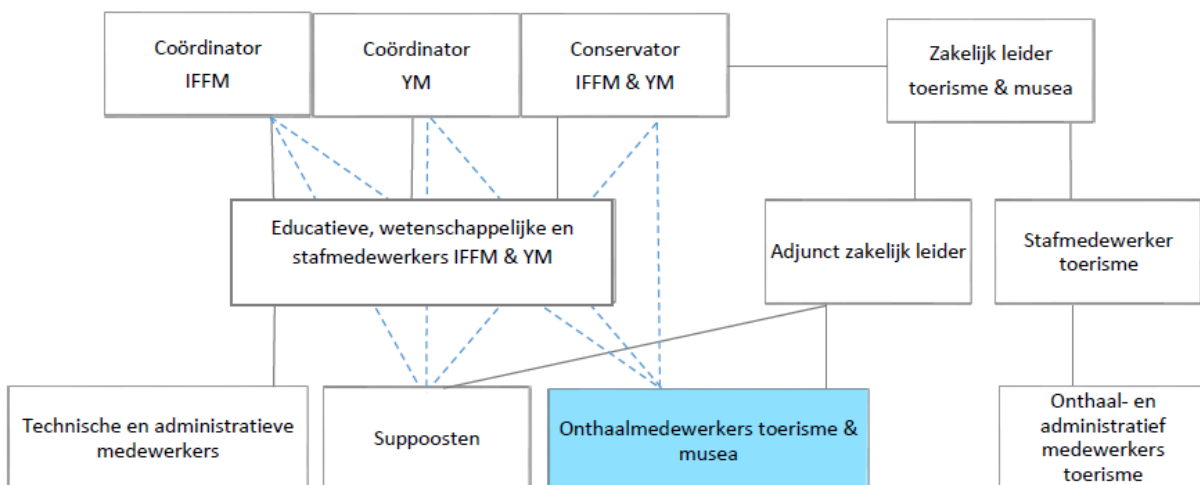 Coördinator
IFFM
Coördinator
YM
Conservator
IFFM & YM
Zakelijk leider
toerisme & musea
Educatieve, wetenschappelijke en
stafmedewerkers IFFM & YM
Adjunct zakelijk leider
Stafmedewerker
toerisme
Technische en administratieve
medewerkers
Suppoosten
Onthaalmedewerkers toerisme &
musea
Onthaal- en
administratief
medewerkers
toerisme